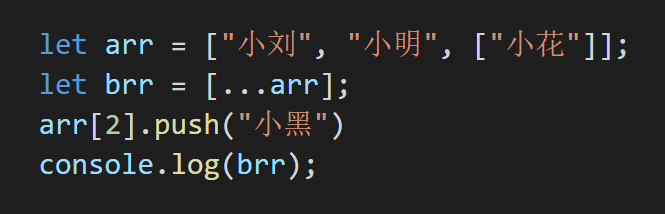 let arr = ["小刘", "小明", ["小花"]];
let brr = [...arr];
arr[2].push("小黑")
console.log(brr);